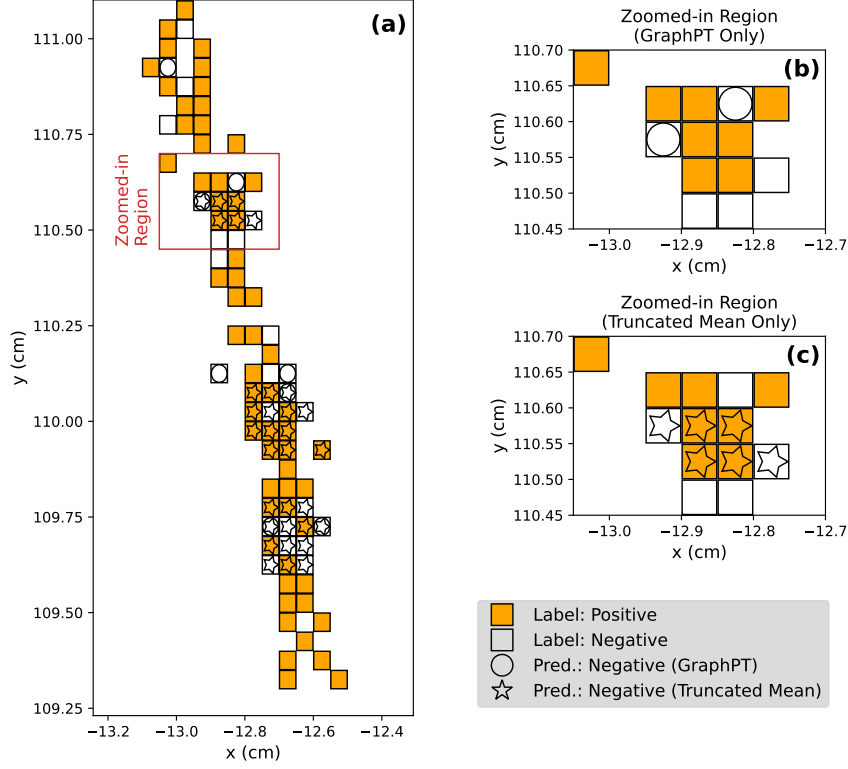 (a)
111.00
110.75
110.50
110.25
110.00
109.75
109.50
109.25
y (cm)
−13.2
−13.0
−12.8
−12.6
−12.4
x (cm)
Zoomed-in
Region
Zoomed-in Region
(GraphPT Only)
(b)
110.70
110.65
110.60
110.55
110.50
110.45
y (cm)
−13.0
−12.9
−12.8
−12.7
x (cm)
Zoomed-in Region
(Truncated Mean Only)
(c)
110.70
110.65
110.60
110.55
110.50
110.45
y (cm)
−13.0
−12.9
−12.8
−12.7
x (cm)
Label: Positive
Label: Negative
Pred.: Negative (GraphPT)
Pred.: Negative (Truncated Mean)